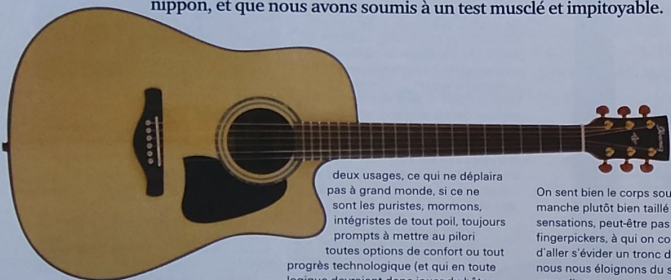 nippon, et que nous avons soumis à un test musclé et impitoyable.
deux usages, ce qui ne déplaira
pas à grand monde, si ce ne
sont les puristes, mormons,
intégristes de tout poil, toujours
prompts à mettre au pilori
toutes options de confort ou tout
progrès technologique (et qui en toute
On sent bien le corps
manche plutôt bien taillé
sensations, peut-être pas
fingerpickers, à qui on
d'aller s'évider un tronc
nous nous éloignons du
Ibanez